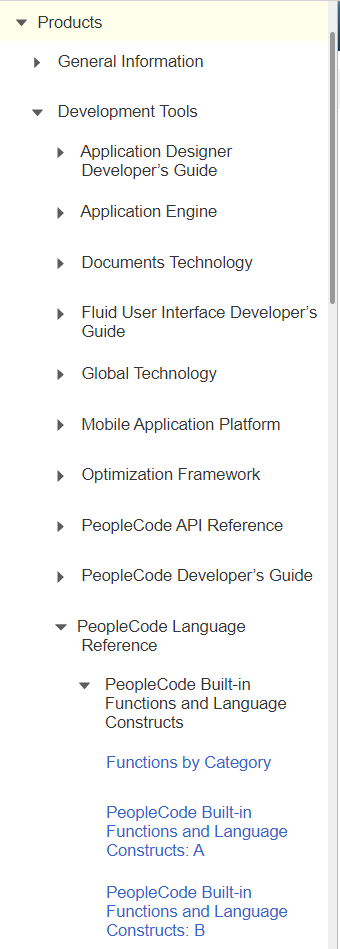 Products
General Information
Development Tools
Application Designer
Developer’s Guide
Application Engine
Documents Technology
Fluid User Interface Developer’s
Guide
Global Technology
Mobile Application Platform
Optimization Framework
PeopleCode API Reference
PeopleCode Developer’s Guide
PeopleCode Language
Reference
PeopleCode Built-in
Functions and Language
Constructs
Functions by Category
PeopleCode Built-in
Functions and Language
Constructs: A
PeopleCode Built-in
Functions and Language
Constructs: B